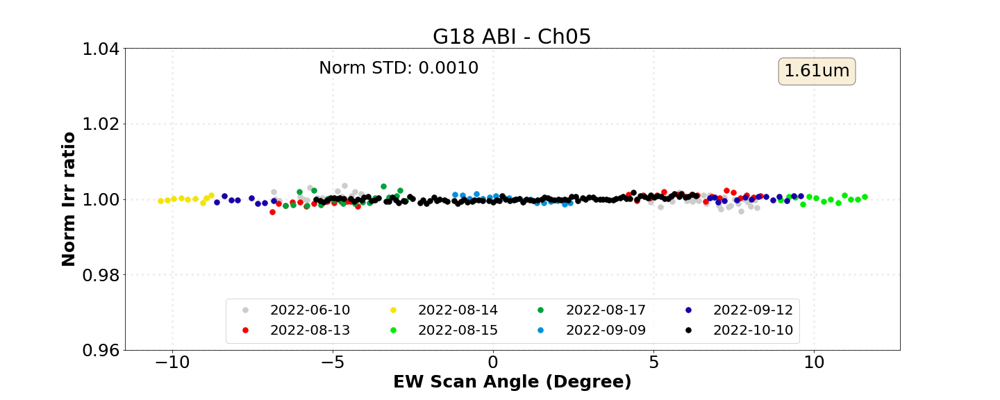 G18 ABI - Ch05
1.04
1.02
1.00
0.98
0.96
Norm Irr ratio
Norm STD: 0.0010
1.61um
2022-06-10 2022-08-14 2022-08-17 2022-09-12
2022-08-13 2022-08-15 2022-09-09 2022-10-10
−10 −5 0 5 10
EW Scan Angle (Degree)